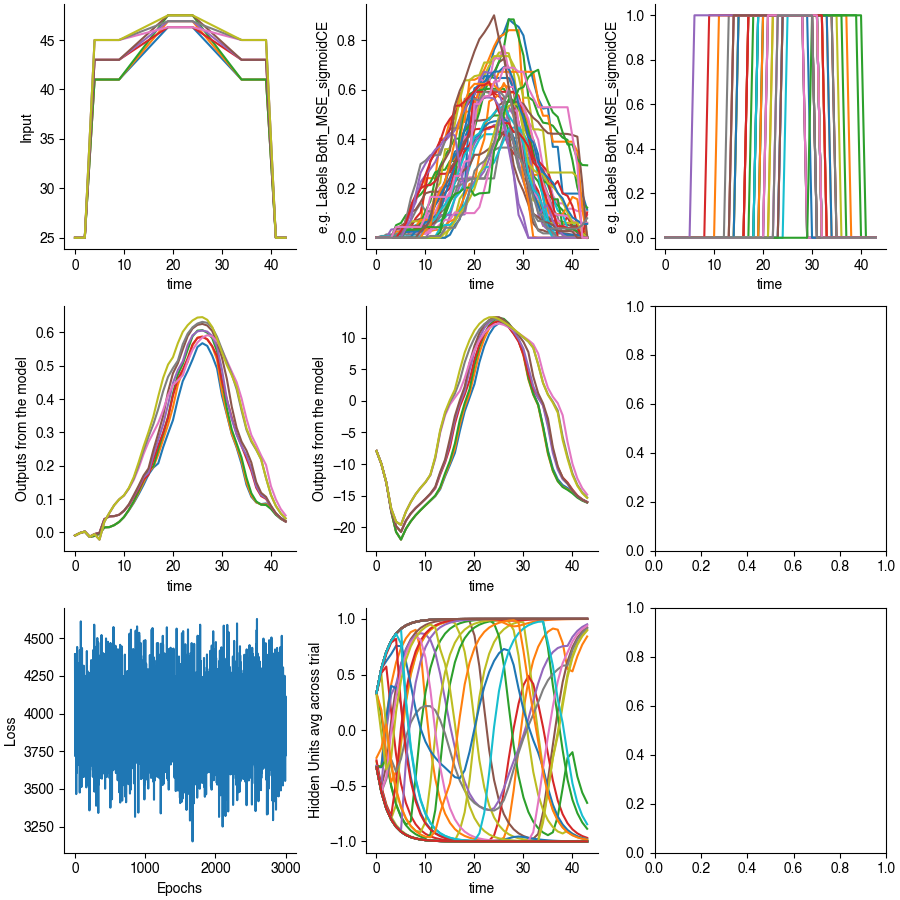 45
40
35
30
25
Input
0 10 20 30 40
time
0.8
0.6
0.4
0.2
0.0
e.g. Labels Both_MSE_sigmoidCE
0 10 20 30 40
time
1.0
0.8
0.6
0.4
0.2
0.0
e.g. Labels Both_MSE_sigmoidCE
0 10 20 30 40
time
0.6
0.5
0.4
0.3
0.2
0.1
0.0
Outputs from the model
0 10 20 30 40
time
10
5
0
−5
−10
−15
−20
Outputs from the model
0 10 20 30 40
time
1.0
0.8
0.6
0.4
0.2
0.0
0.0 0.2 0.4 0.6 0.8 1.0
4500
4250
4000
3750
3500
3250
Loss
0 1000 2000 3000
Epochs
1.0
0.5
0.0
−0.5
−1.0
Hidden Units avg across trial
0 10 20 30 40
time
1.0
0.8
0.6
0.4
0.2
0.0
0.0 0.2 0.4 0.6 0.8 1.0